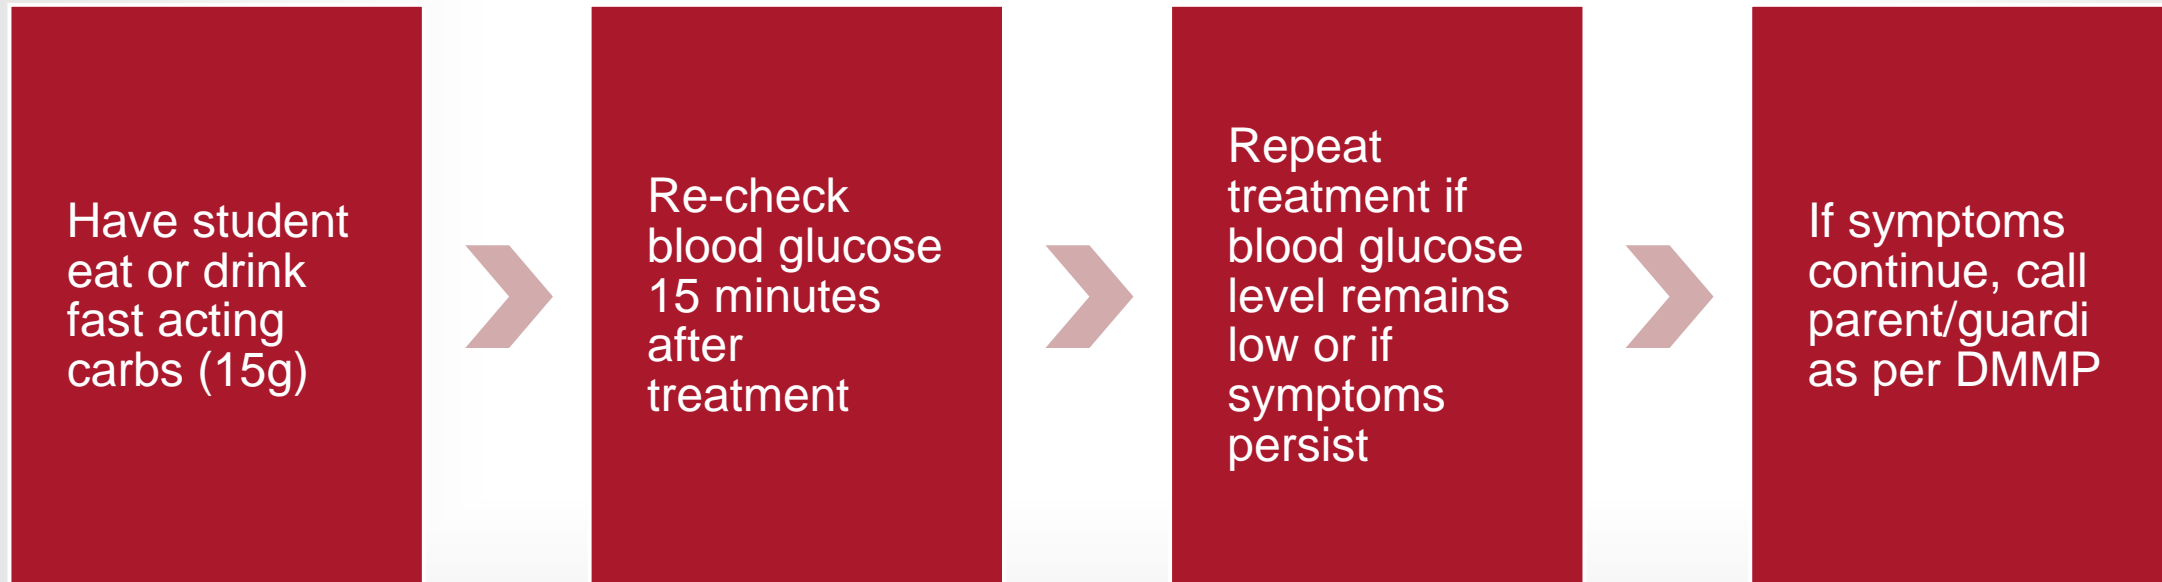 Have student
eat or drink
fast acting
carbs (15g)
Re-check
blood glucose
15 minutes
after
treatment
Repeat
treatment if
blood glucose
level remains
low or if
symptoms
persist
If symptoms
continue, call
parent/guardi
as per DMMP